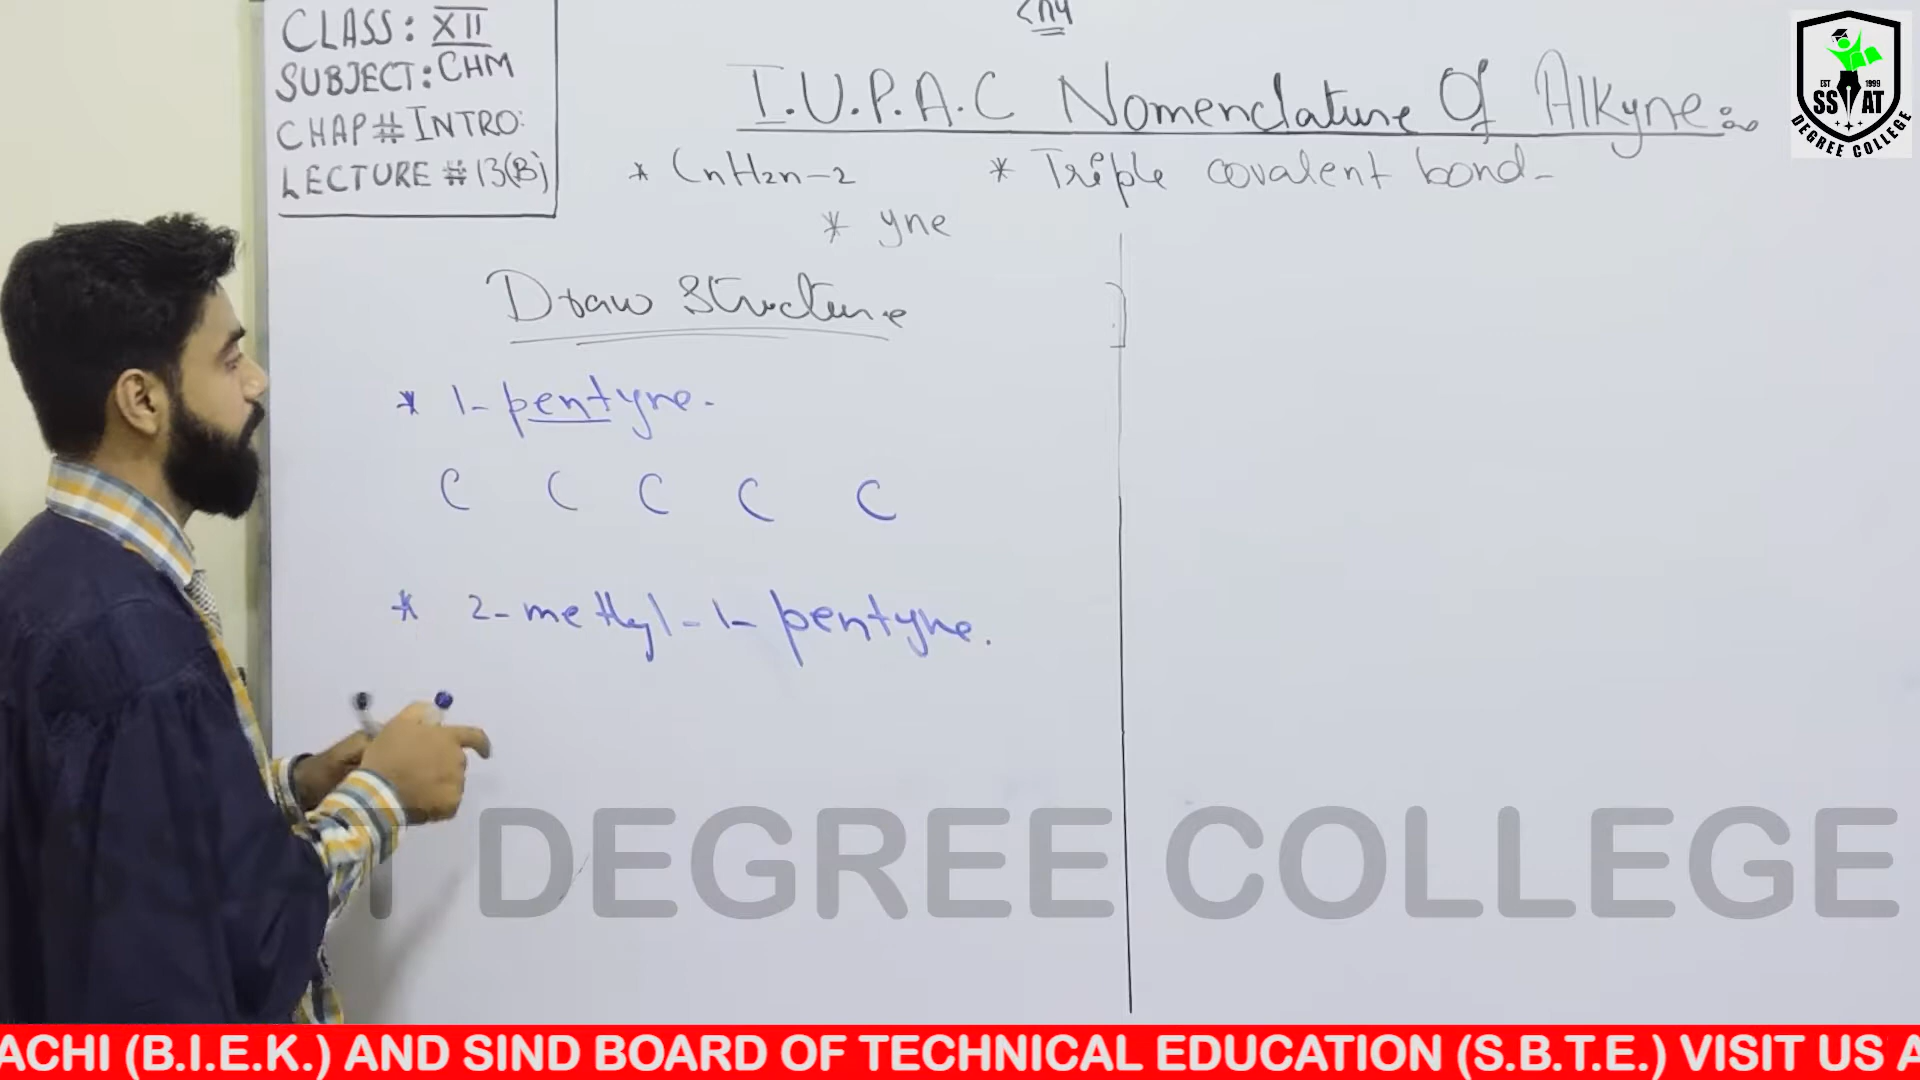 CLASS: XII
SUBJECT: CHM
CHAP # INTRO:
LECTURE # 13(B)
I.U.P.A.C Nomenclature Of Alkyne:
* CnH2n-2
* Triple covalent bond-
* yne
Draw Structure
* 1-pentyne.
C C C C C
* 2-methyl-1-pentyne.
EST 1999
SS AT
DEGREE COLLEGE
T DEGREE COLLEGE
ACHI (B.I.E.K.) AND SIND BOARD OF TECHNICAL EDUCATION (S.B.T.E.) VISIT US A